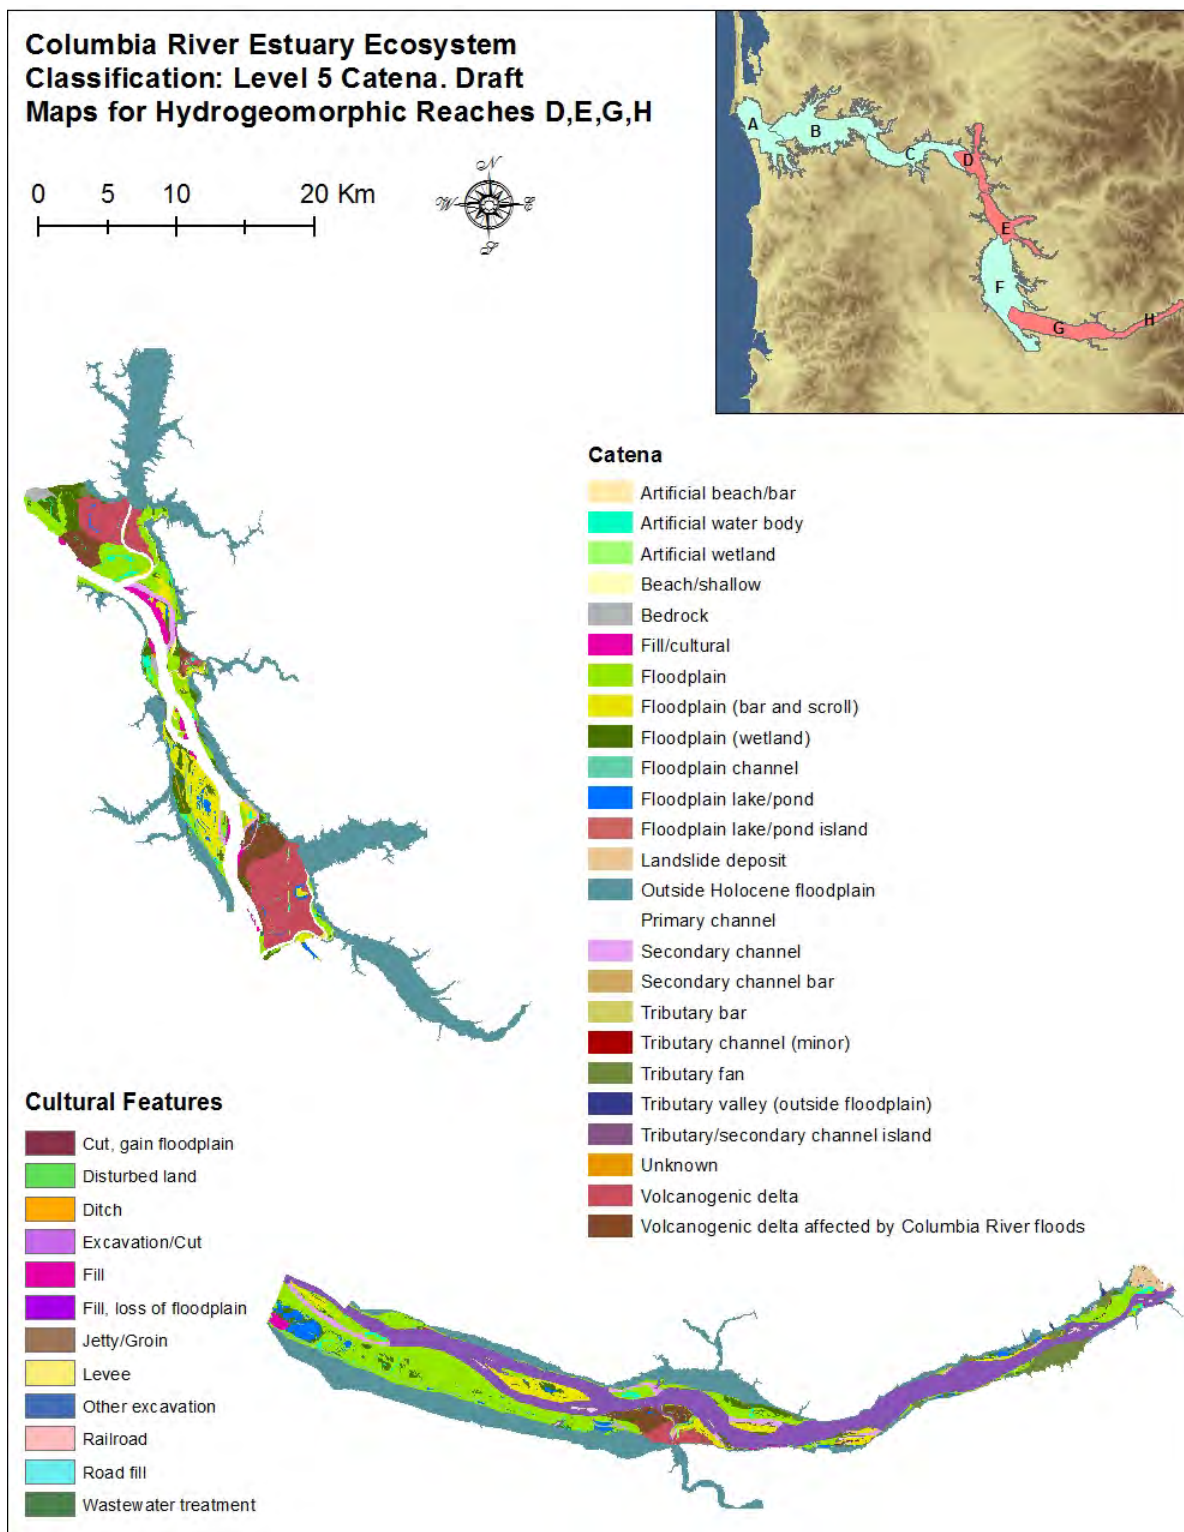 Columbia River Estuary Ecosystem
Classification: Level 5 Catena. Draft
Maps for Hydrogeomorphic Reaches D,E,G,H
0 5 10 20 Km
N
W E
S
A
B
C
D
E
F
G
H
Catena
Artificial beach/bar
Artificial water body
Artificial wetland
Beach/shallow
Bedrock
Fill/cultural
Floodplain
Floodplain (bar and scroll)
Floodplain (wetland)
Floodplain channel
Floodplain lake/pond
Floodplain lake/pond island
Landslide deposit
Outside Holocene floodplain
Primary channel
Secondary channel
Secondary channel bar
Tributary bar
Tributary channel (minor)
Tributary fan
Tributary valley (outside floodplain)
Tributary/secondary channel island
Unknown
Volcanogenic delta
Volcanogenic delta affected by Columbia River floods
Cultural Features
Cut, gain floodplain
Disturbed land
Ditch
Excavation/Cut
Fill
Fill, loss of floodplain
Jetty/Groin
Levee
Other excavation
Railroad
Road fill
Wastewater treatment